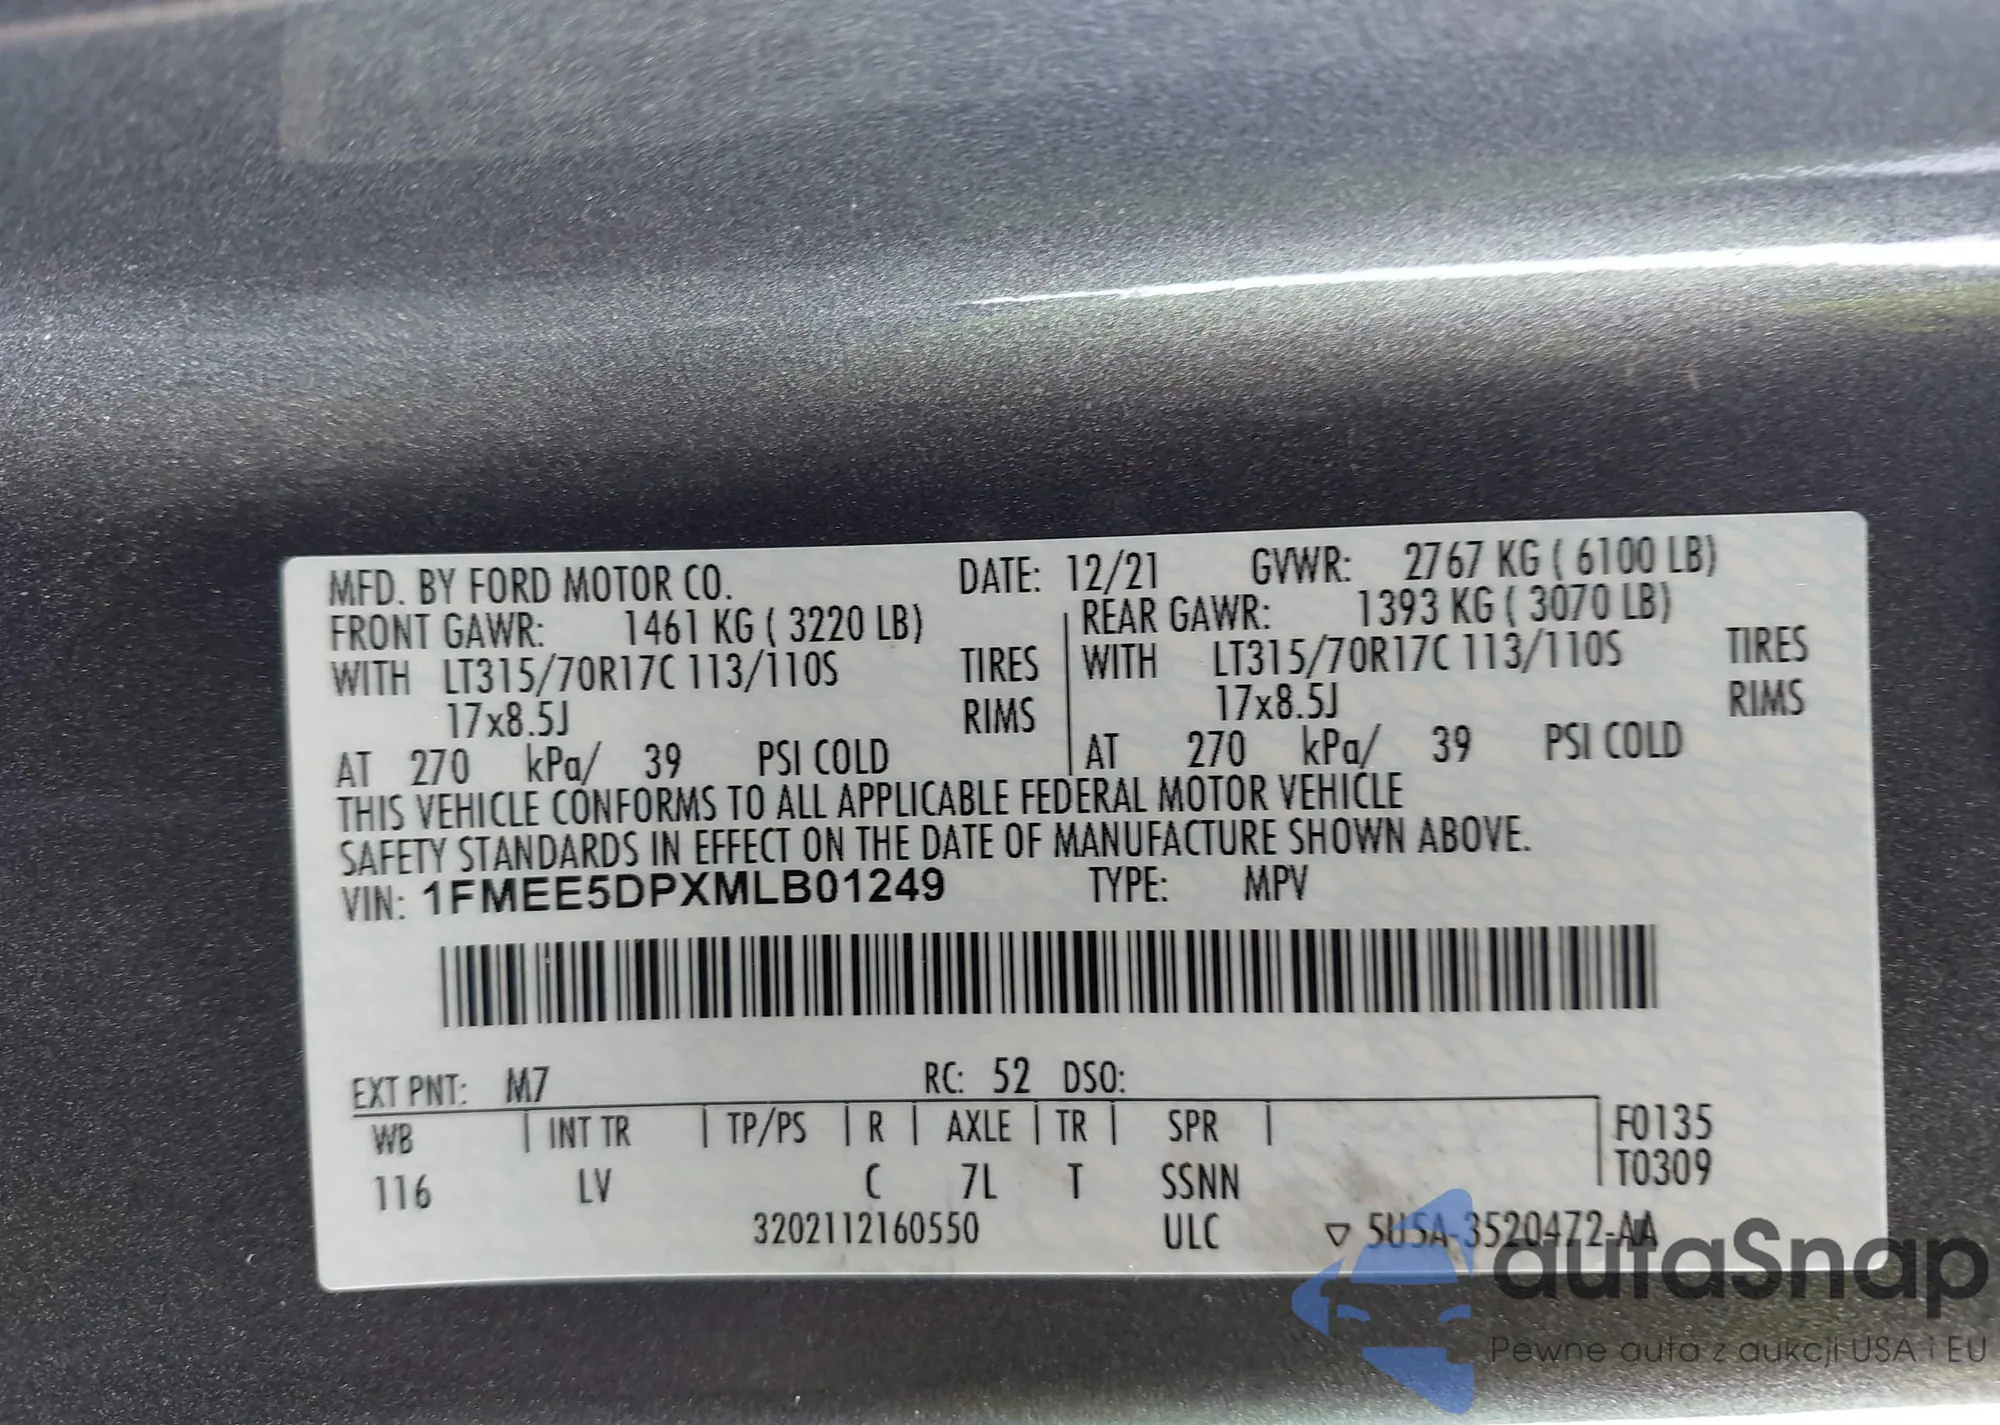 MFD. BY FORD MOTOR CO. DATE: 12/21 GVWR: 2767 KG ( 6100 LB)
FRONT GAWR: 1461 KG ( 3220 LB) REAR GAWR: 1393 KG ( 3070 LB)
WITH LT315/70R17C 113/110S TIRES WITH LT315/70R17C 113/110S TIRES
17x8.5J RIMS 17x8.5J RIMS
AT 270 kPa/ 39 PSI COLD AT 270 kPa/ 39 PSI COLD
THIS VEHICLE CONFORMS TO ALL APPLICABLE FEDERAL MOTOR VEHICLE
SAFETY STANDARDS IN EFFECT ON THE DATE OF MANUFACTURE SHOWN ABOVE.
VIN: 1FMEE5DPXMLB01249 TYPE: MPV
EXT PNT: M7 RC: 52 DSO:
WB INT TR TP/PS R AXLE TR SPR F0135
116 LV C 7L T SSNN T0309
3202112160550 ULC ▽ 5U5A-3520472-AA
autaSnap
Pewne auta z aukcji USA i EU